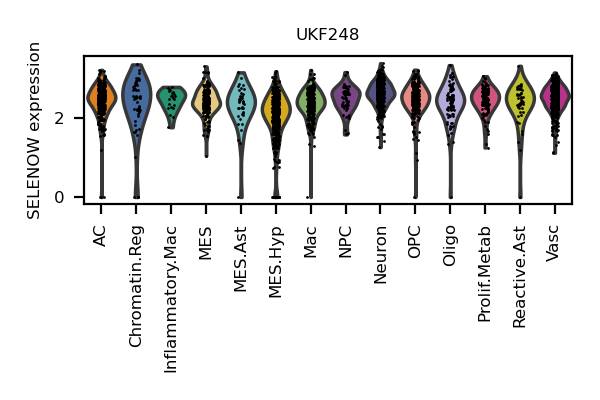 UKF248
SELENOW expression
2
0
AC
Chromatin.Reg
Inflammatory.Mac
MES
MES.Ast
MES.Hyp
Mac
NPC
Neuron
OPC
Oligo
Prolif.Metab
Reactive.Ast
Vasc